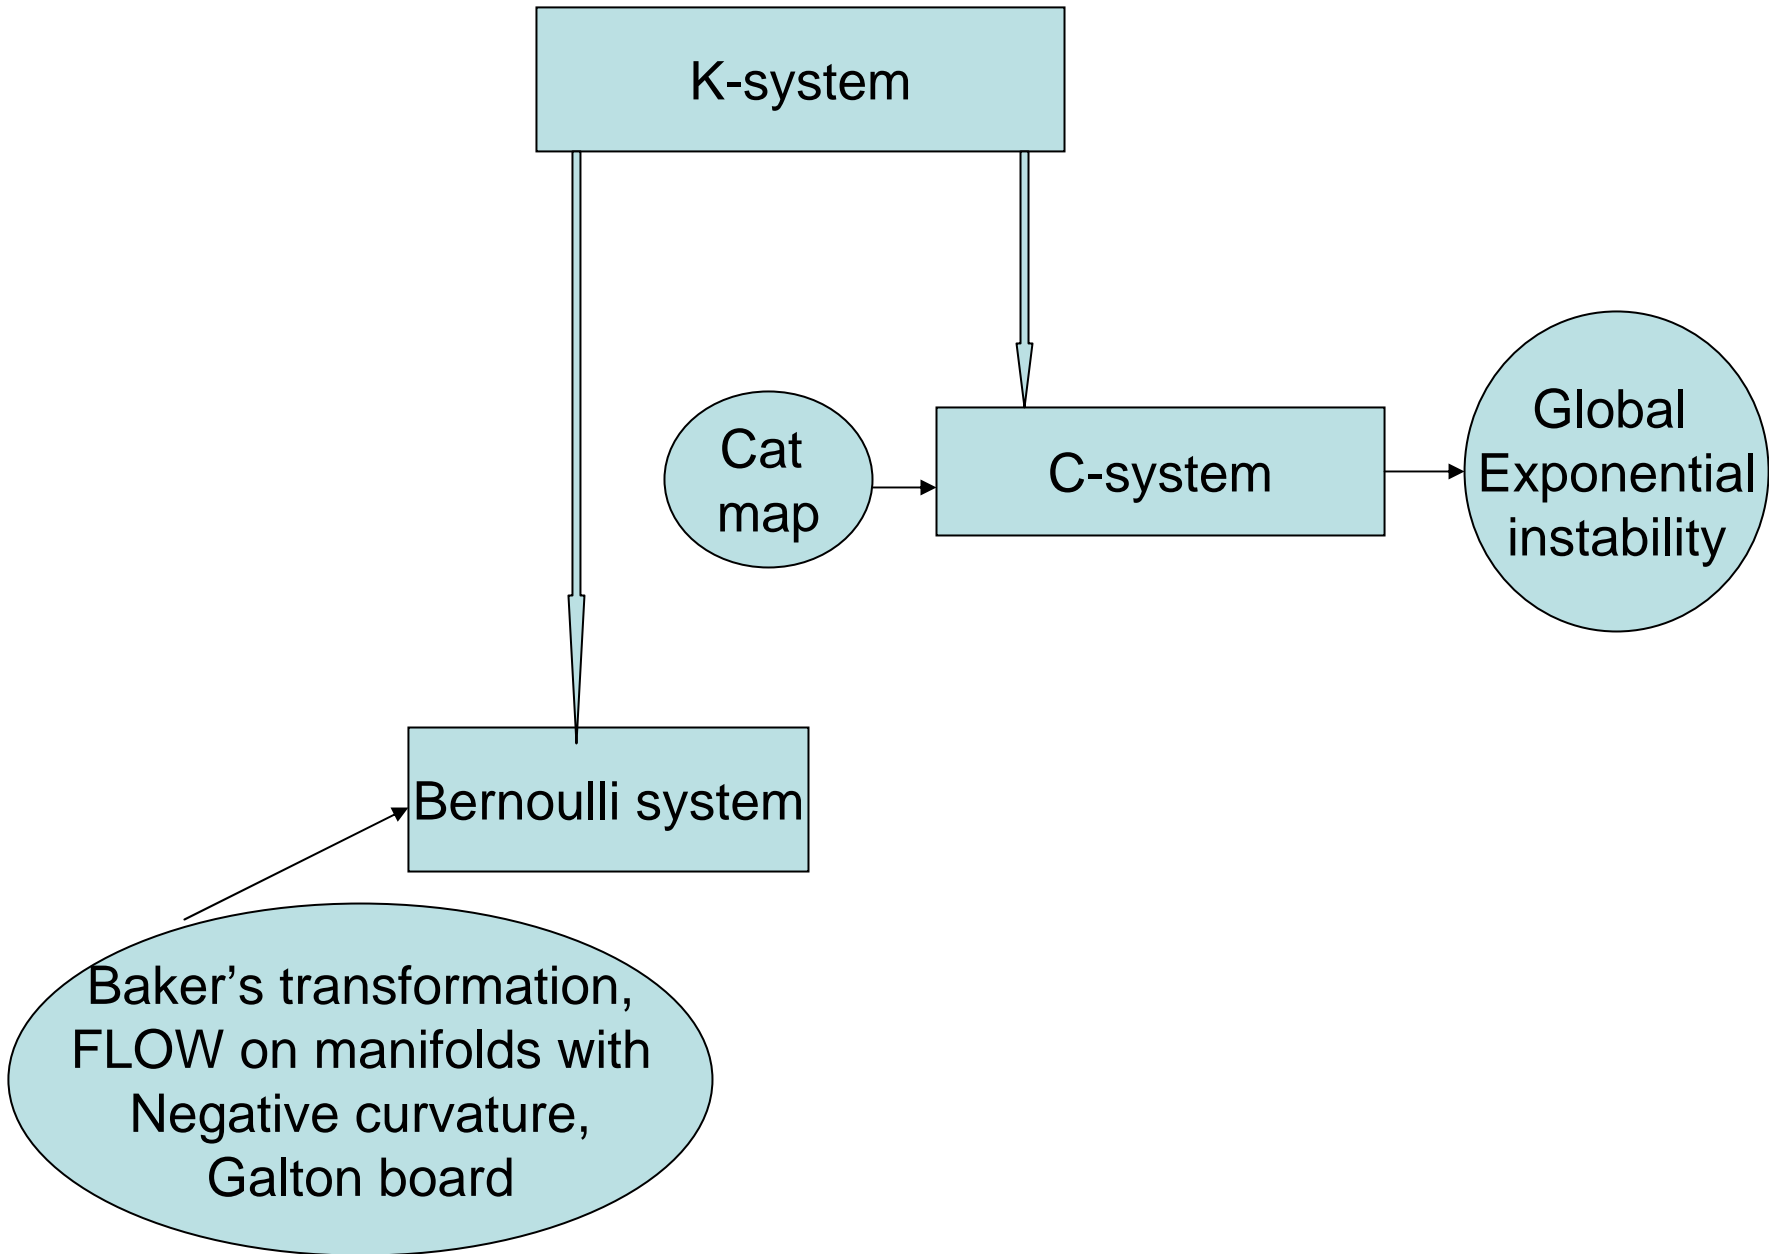 K-system
Cat
map
C-system
Global
Exponential
instability
Bernoulli system
Baker’s transformation,
FLOW on manifolds with
Negative curvature,
Galton board